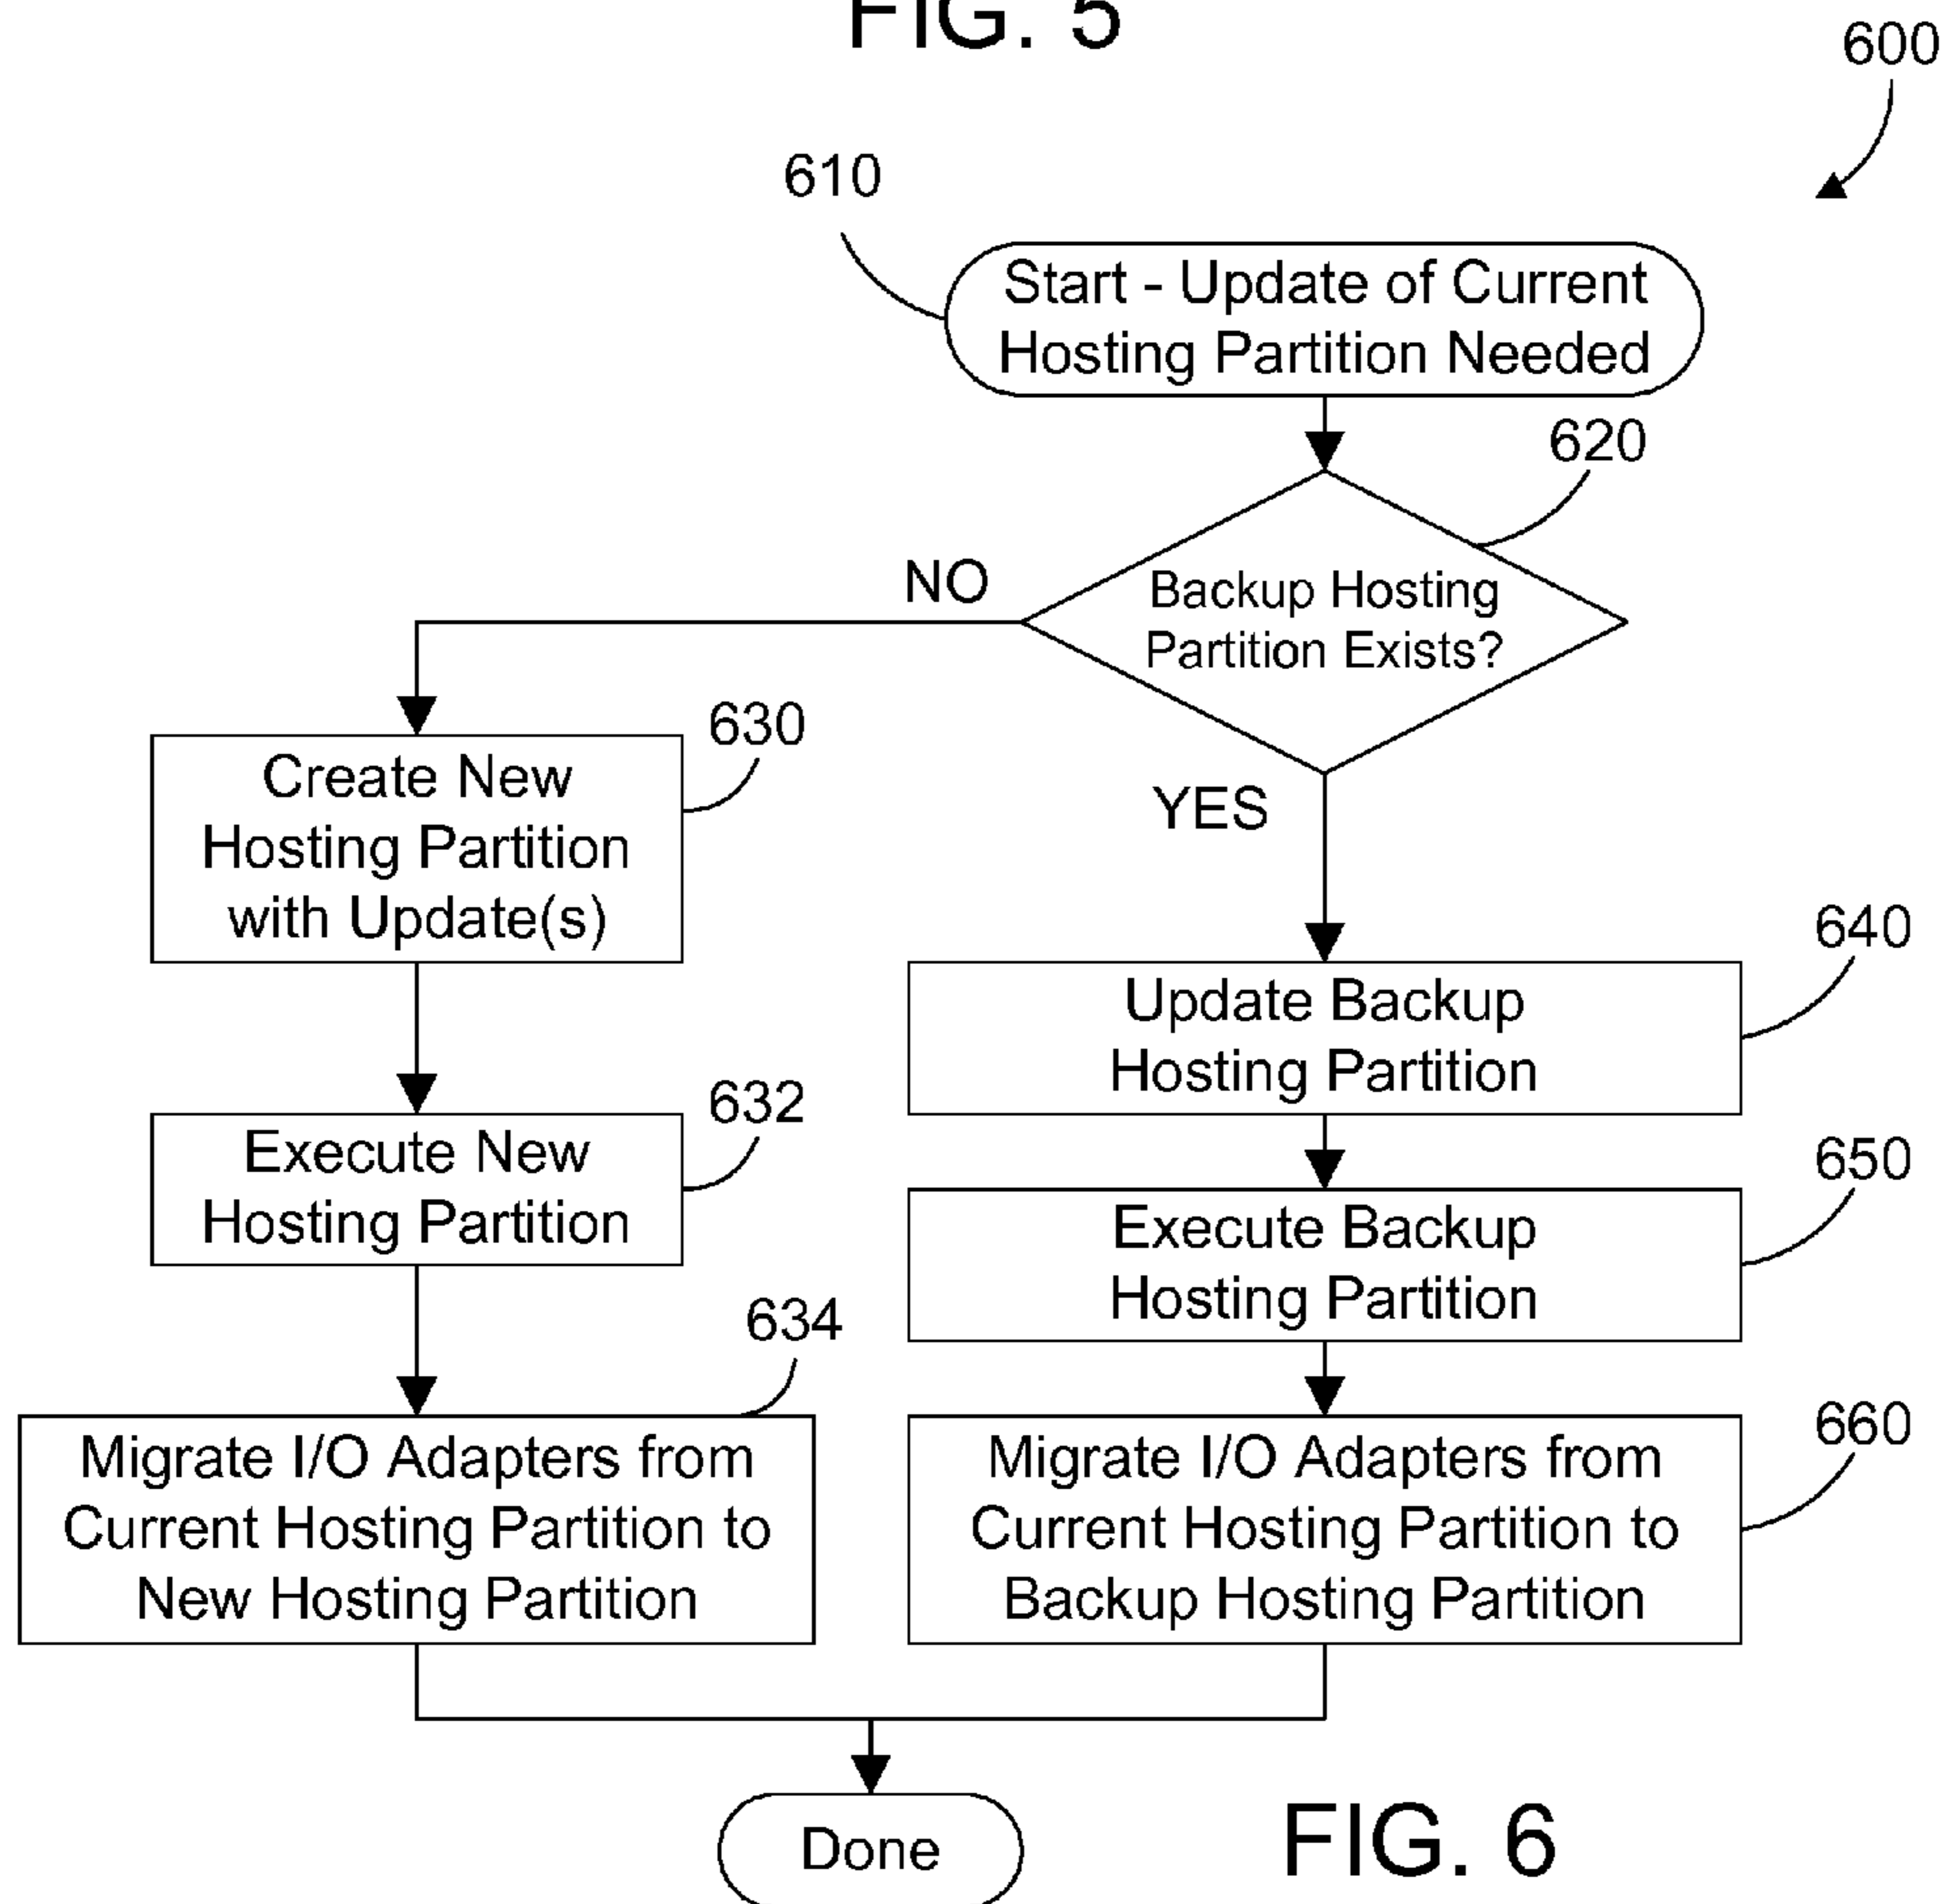 FIG. 5
600
610
Start - Update of Current
Hosting Partition Needed
620
Backup Hosting
Partition Exists?
NO
YES
630
Create New
Hosting Partition
with Update(s)
632
Execute New
Hosting Partition
634
Migrate I/O Adapters from
Current Hosting Partition to
New Hosting Partition
640
Update Backup
Hosting Partition
650
Execute Backup
Hosting Partition
660
Migrate I/O Adapters from
Current Hosting Partition to
Backup Hosting Partition
Done
FIG. 6